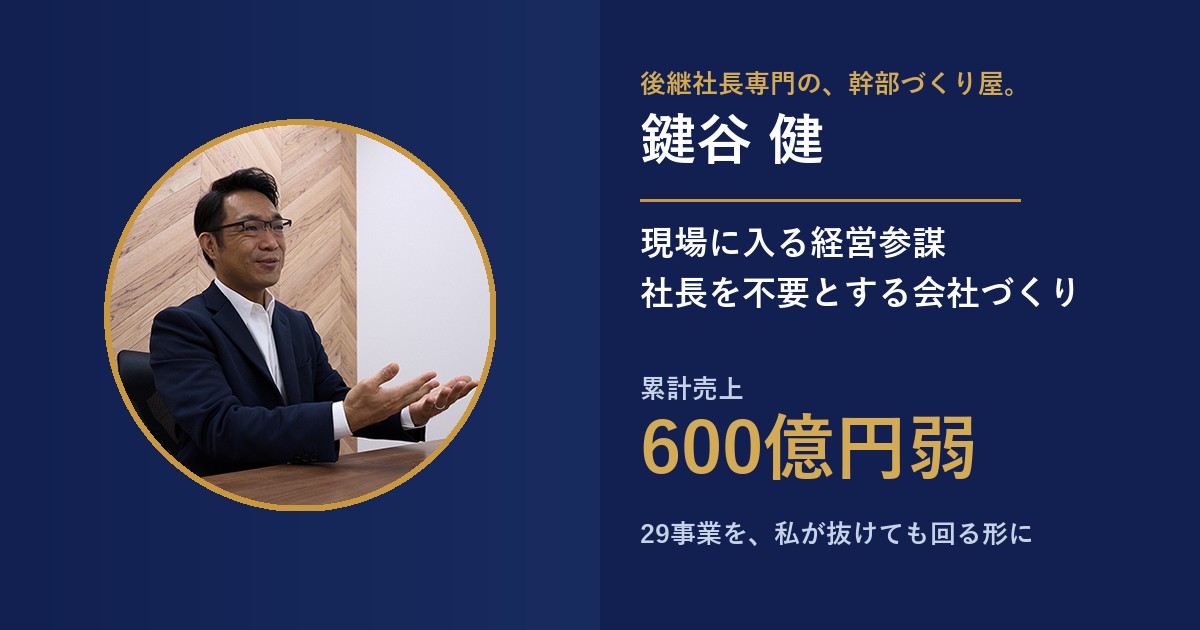 後継社長専門の、幹部づくり屋。
鍵谷 健
現場に入る経営参謀
社長を不要とする会社づくり
累計売上
600億円弱
29事業を、私が抜けても回る形に